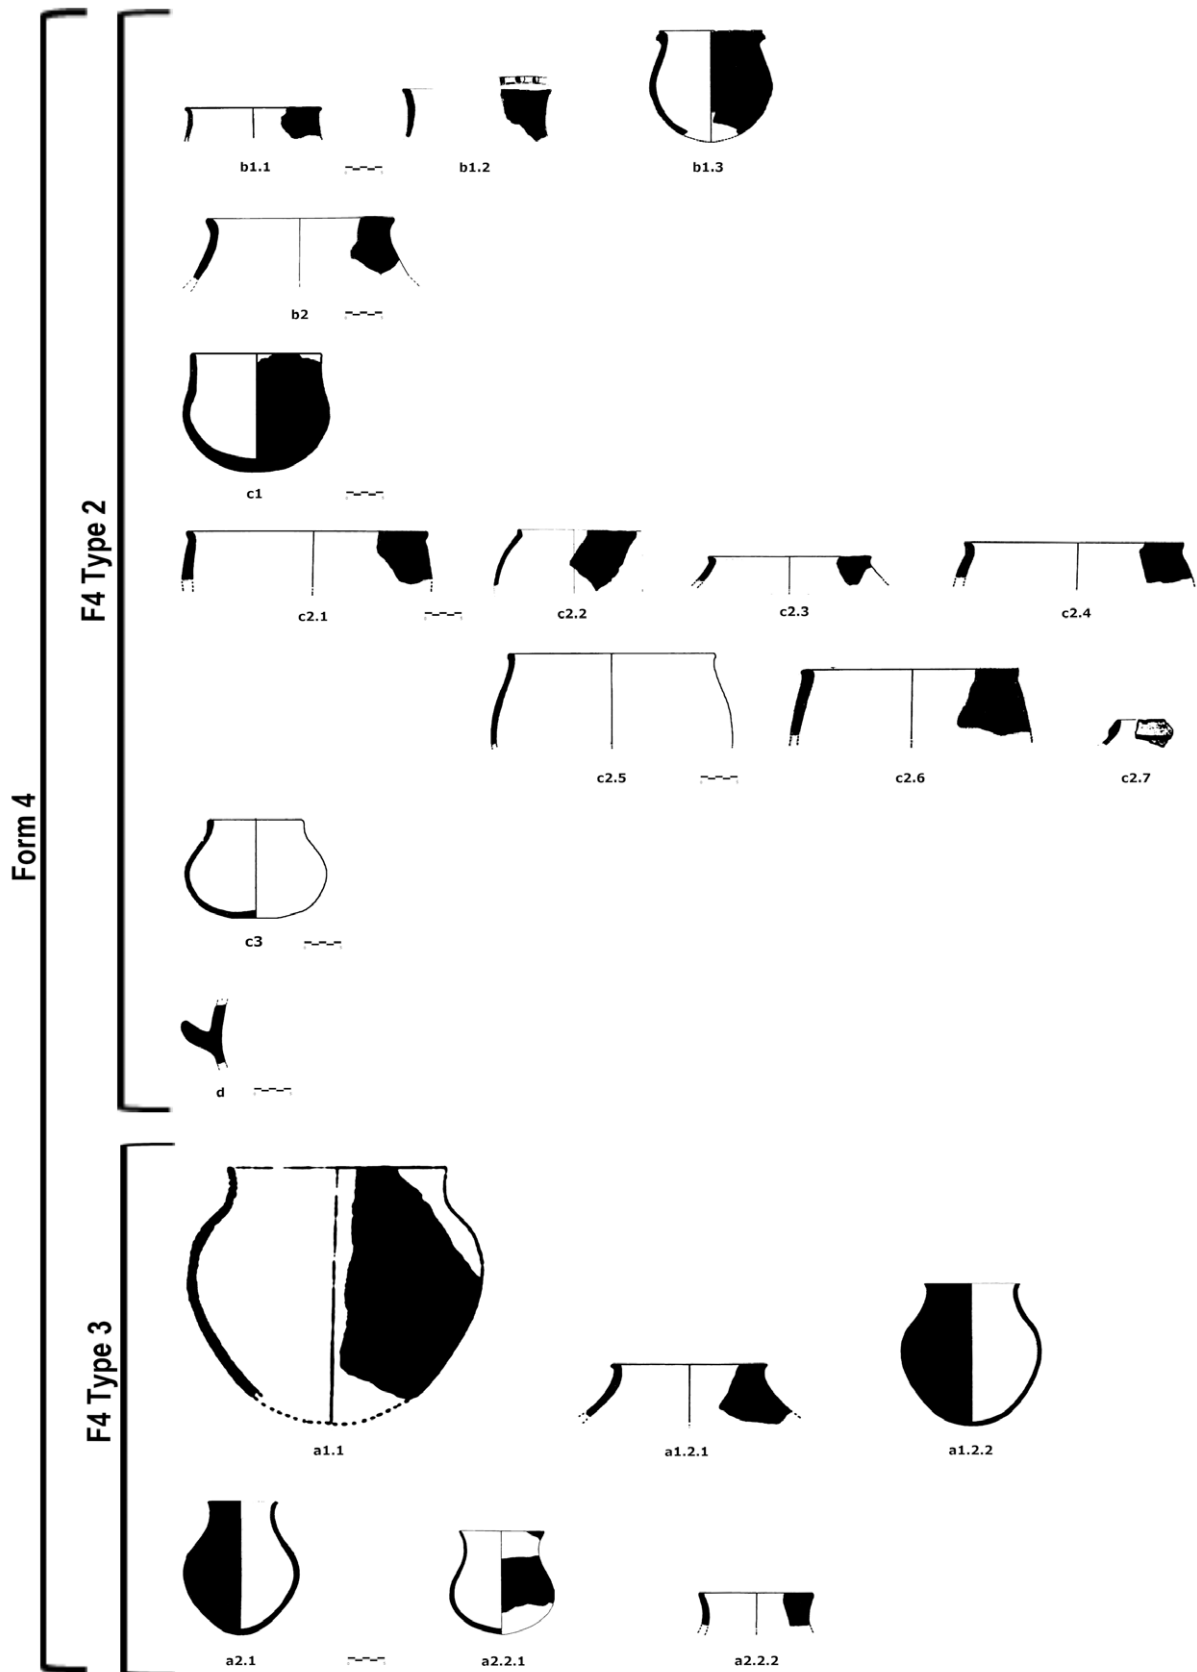 Form 4
F4 Type 2
b1.1
b1.2
b1.3
b2
c1
c2.1
c2.2
c2.3
c2.4
c2.5
c2.6
c2.7
c3
d
F4 Type 3
a1.1
a1.2.1
a1.2.2
a2.1
a2.2.1
a2.2.2